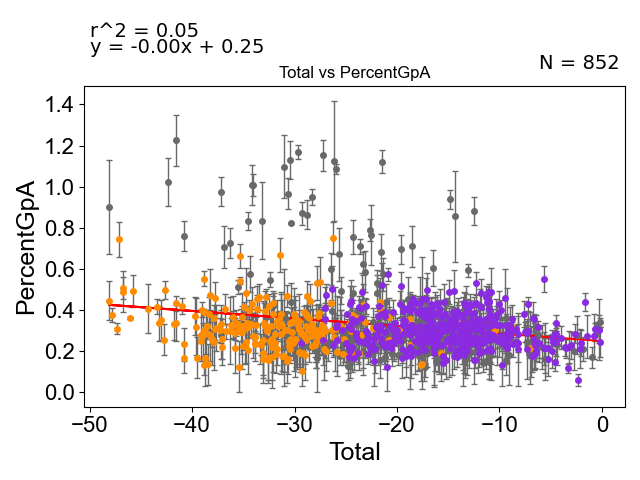 r^2 = 0.05
y = -0.00x + 0.25
N = 852
Total vs PercentGpA
PercentGpA
1.4
1.2
1.0
0.8
0.6
0.4
0.2
0.0
−50 −40 −30 −20 −10 0
Total